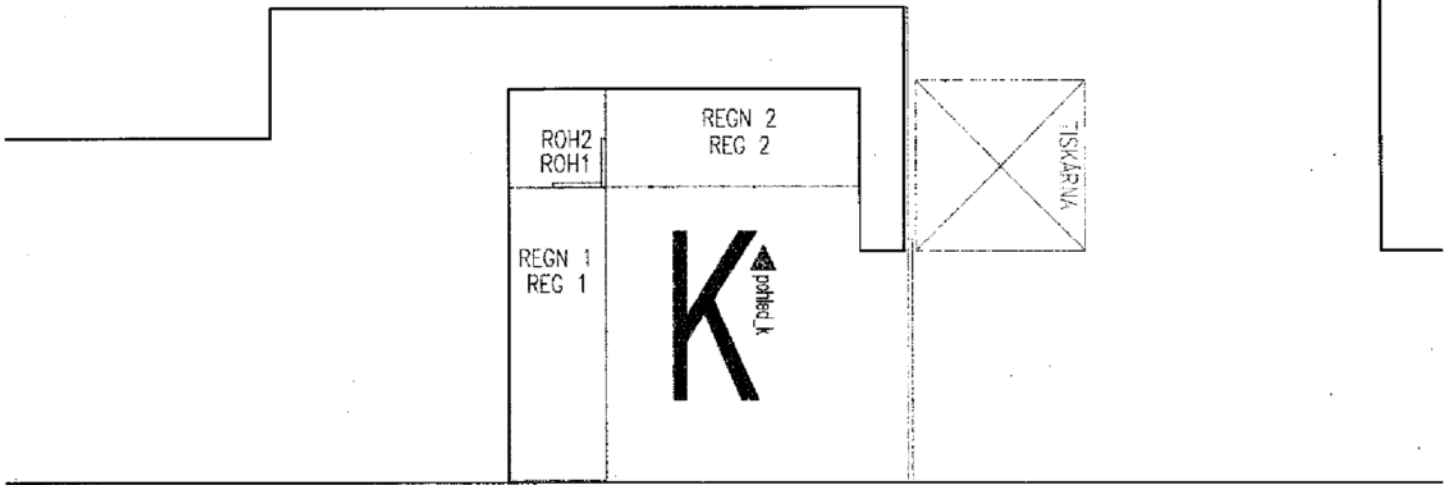 REGN 2
REG 2
ROH2
ROH1
TISKÁRNA
REGN 1
REG 1
K
pohled_k